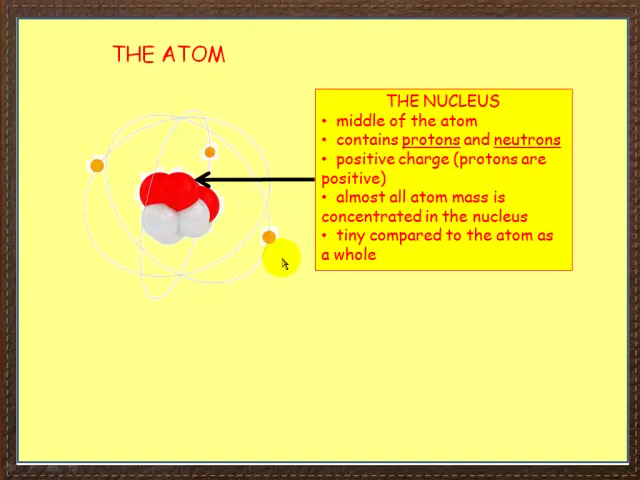 THE ATOM
THE NUCLEUS
• middle of the atom
• contains protons and neutrons
• positive charge (protons are
positive)
• almost all atom mass is
concentrated in the nucleus
• tiny compared to the atom as
a whole